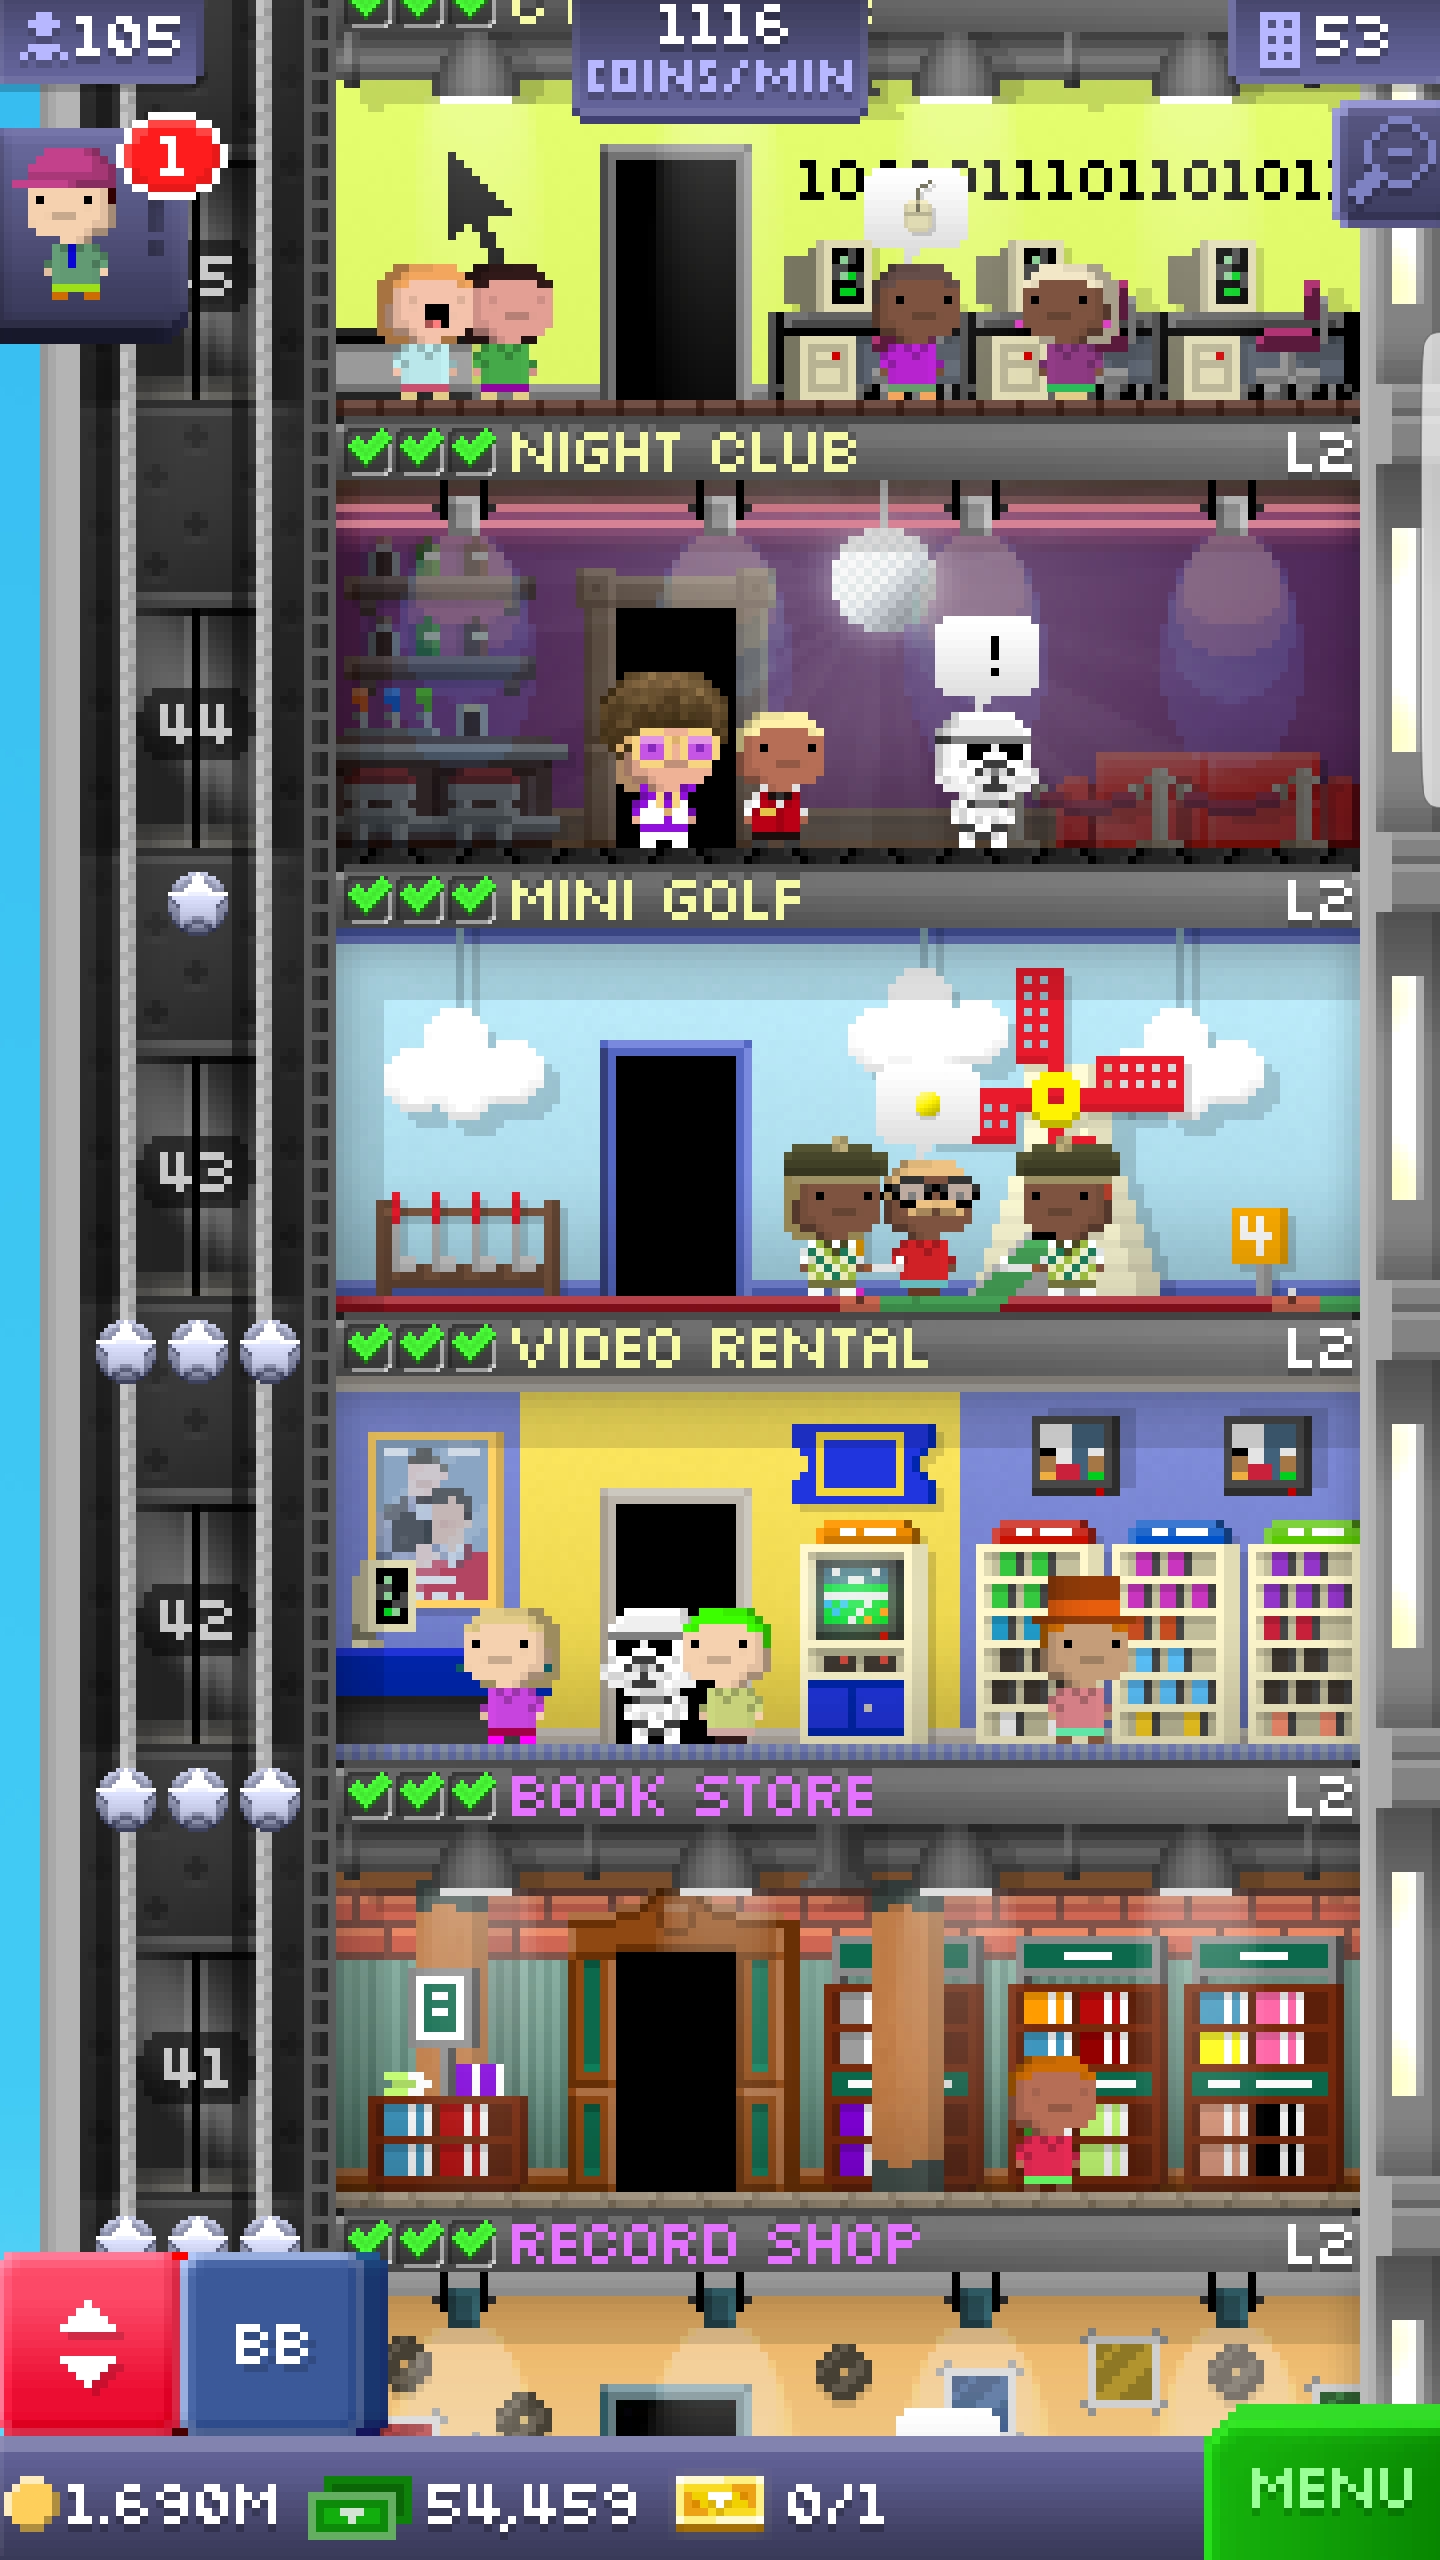 105
1116
COINS/MIN
53
1
5
NIGHT CLUB
L2
!
44
MINI GOLF
L2
43
4
VIDEO RENTAL
L2
42
BOOK STORE
L2
41
RECORD SHOP
L2
BB
1.690M
54,459
0/1
MENU